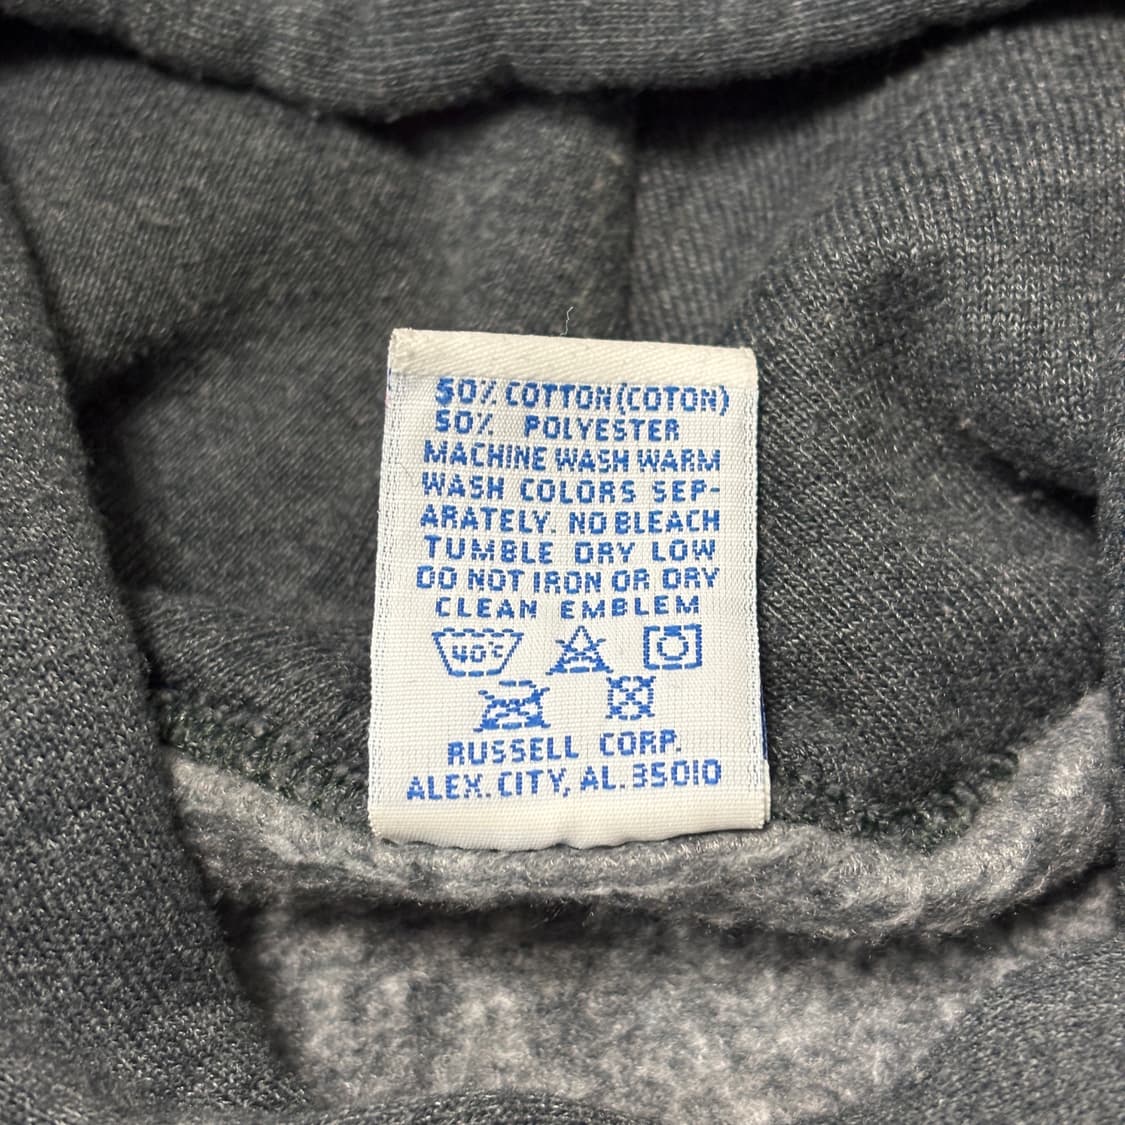 50% COTTON(COTON)
50% POLYESTER
MACHINE WASH WARM
WASH COLORS SEP-
ARATELY. NO BLEACH
TUMBLE DRY LOW
DO NOT IRON OR DRY
CLEAN EMBLEM
40°C
RUSSELL CORP.
ALEX. CITY, AL. 35010